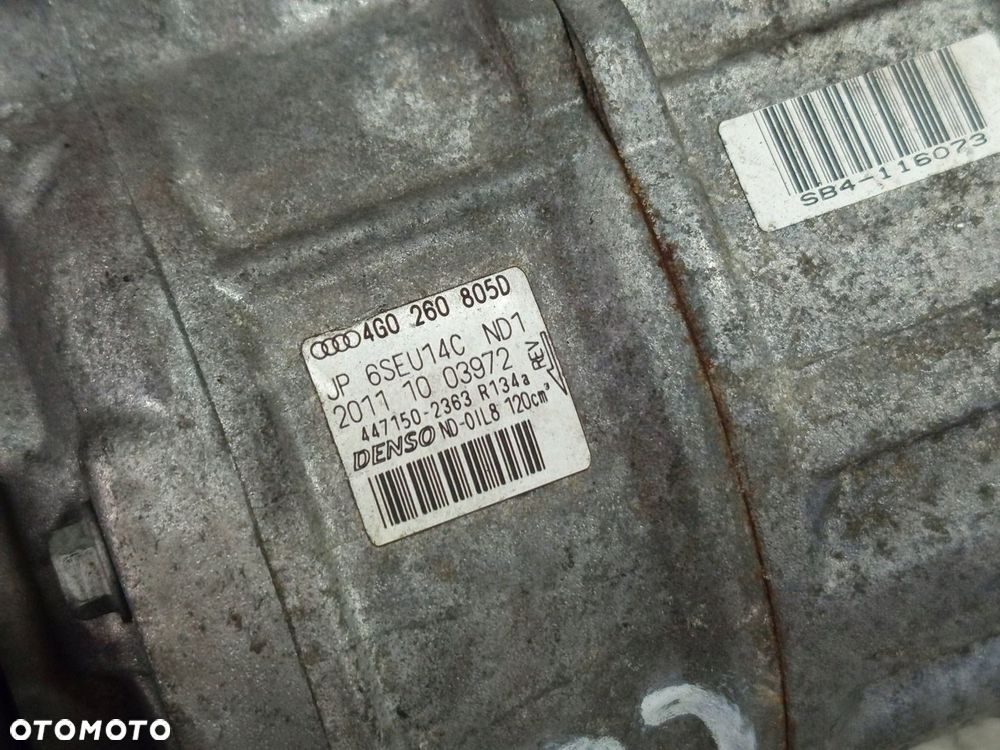 SB4-116073
4G0 260 805D
JP 6SEU14C ND1
2011 10 03972
REV
447150-2363 R134a
DENSO ND-OIL8 120cm³
OTOMOTO